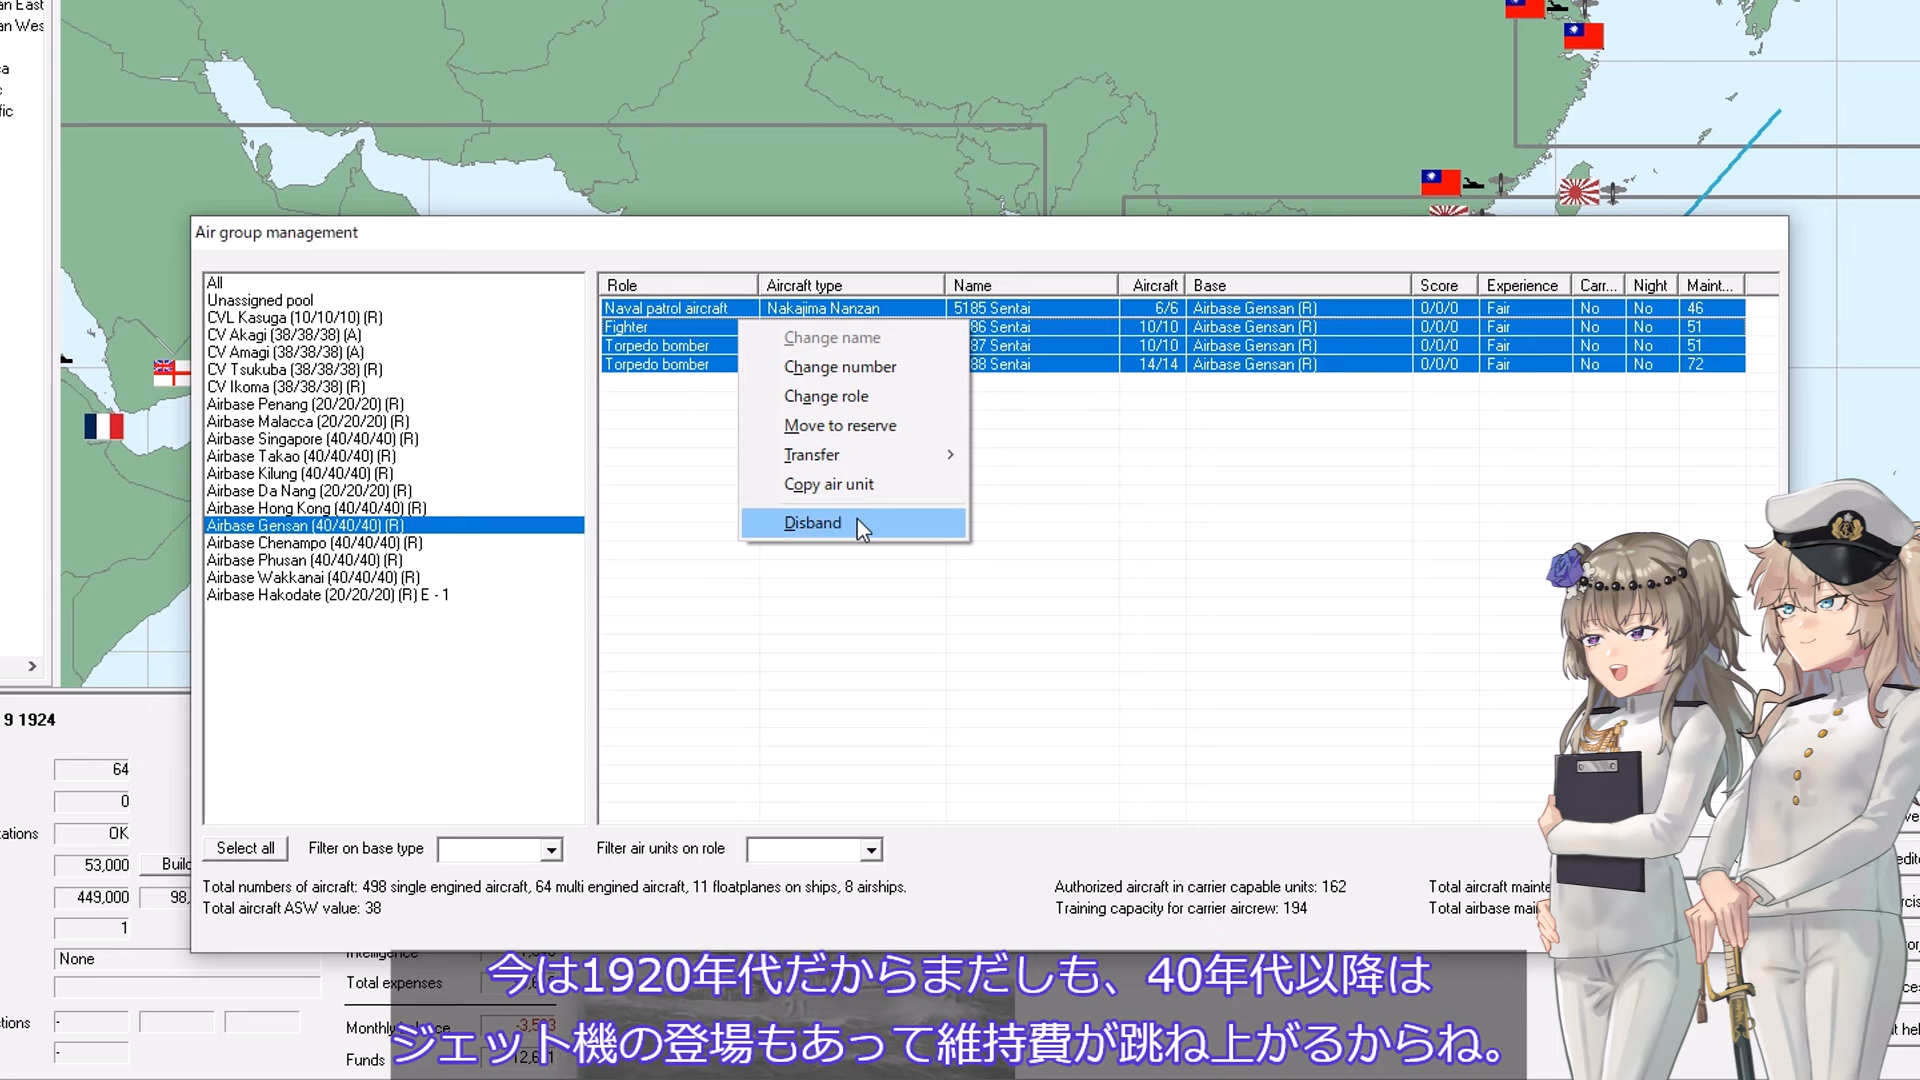 an East
an Wes
a
c
fic
Air group management
All
Unassigned pool
CVL Kasuga (10/10/10) (R)
CV Akagi (38/38/38) (A)
CV Amagi (38/38/38) (A)
CV Tsukuba (38/38/38) (R)
CV Ikoma (38/38/38) (R)
Airbase Penang (20/20/20) (R)
Airbase Malacca (20/20/20) (R)
Airbase Singapore (40/40/40) (R)
Airbase Takao (40/40/40) (R)
Airbase Kilung (40/40/40) (R)
Airbase Da Nang (20/20/20) (R)
Airbase Hong Kong (40/40/40) (R)
Airbase Gensan (40/40/40) (R)
Airbase Chenampo (40/40/40) (R)
Airbase Phusan (40/40/40) (R)
Airbase Wakkanai (40/40/40) (R)
Airbase Hakodate (20/20/20) (R) E - 1
Role Aircraft type Name Aircraft Base Score Experience Carr... Night Maint...
Naval patrol aircraft Nakajima Nanzan 5185 Sentai 6/6 Airbase Gensan (R) 0/0/0 Fair No No 46
Fighter 86 Sentai 10/10 Airbase Gensan (R) 0/0/0 Fair No No 51
Torpedo bomber 87 Sentai 10/10 Airbase Gensan (R) 0/0/0 Fair No No 51
Torpedo bomber 88 Sentai 14/14 Airbase Gensan (R) 0/0/0 Fair No No 72
Change name
Change number
Change role
Move to reserve
Transfer
Copy air unit
Disband
Select all Filter on base type Filter air units on role
Total numbers of aircraft: 498 single engined aircraft, 64 multi engined aircraft, 11 floatplanes on ships, 8 airships.
Total aircraft ASW value: 38
Authorized aircraft in carrier capable units: 162
Training capacity for carrier aircrew: 194
Total aircraft mainte
Total airbase main
9 1924
64
0
ations OK
53,000 Build
449,000 98,
1
None
tions -
-
Intelligence
Total expenses
Monthly balance
Funds
今は1920年代だからまだしも、40年代以降は
ジェット機の登場もあって維持費が跳ね上がるからね。